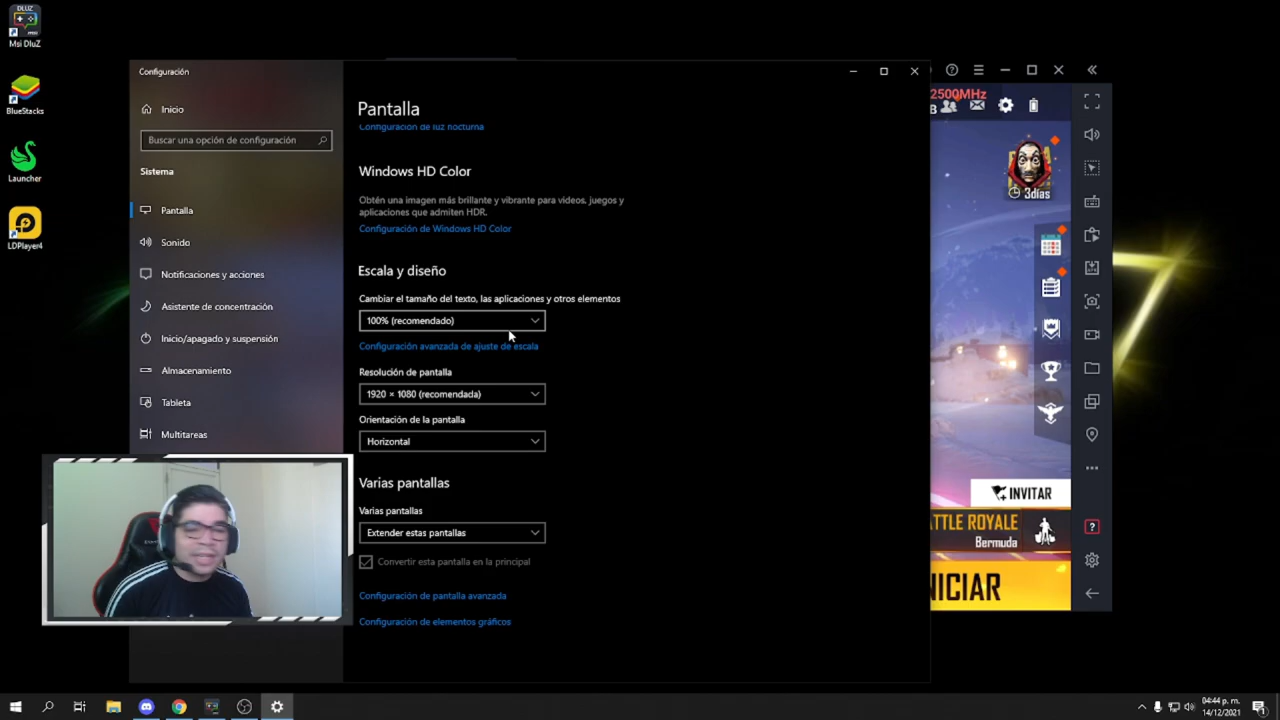 DLUZ
Msi DluZ
BlueStacks
Launcher
LDPlayer4
Configuración
Inicio
Buscar una opción de configuración
Sistema
Pantalla
Sonido
Notificaciones y acciones
Asistente de concentración
Inicio/apagado y suspensión
Almacenamiento
Tableta
Multitareas
Pantalla
Configuración de luz nocturna
Windows HD Color
Obtén una imagen más brillante y vibrante para videos, juegos y
aplicaciones que admiten HDR.
Configuración de Windows HD Color
Escala y diseño
Cambiar el tamaño del texto, las aplicaciones y otros elementos
100% (recomendado)
Configuración avanzada de ajuste de escala
Resolución de pantalla
1920 × 1080 (recomendada)
Orientación de la pantalla
Horizontal
Varias pantallas
Varias pantallas
Extender estas pantallas
Convertir esta pantalla en la principal
Configuración de pantalla avanzada
Configuración de elementos gráficos
2500MHz
B
3días
INVITAR
TTLE ROYALE
Bermuda
NICIAR
04:44 p. m.
14/12/2021
1